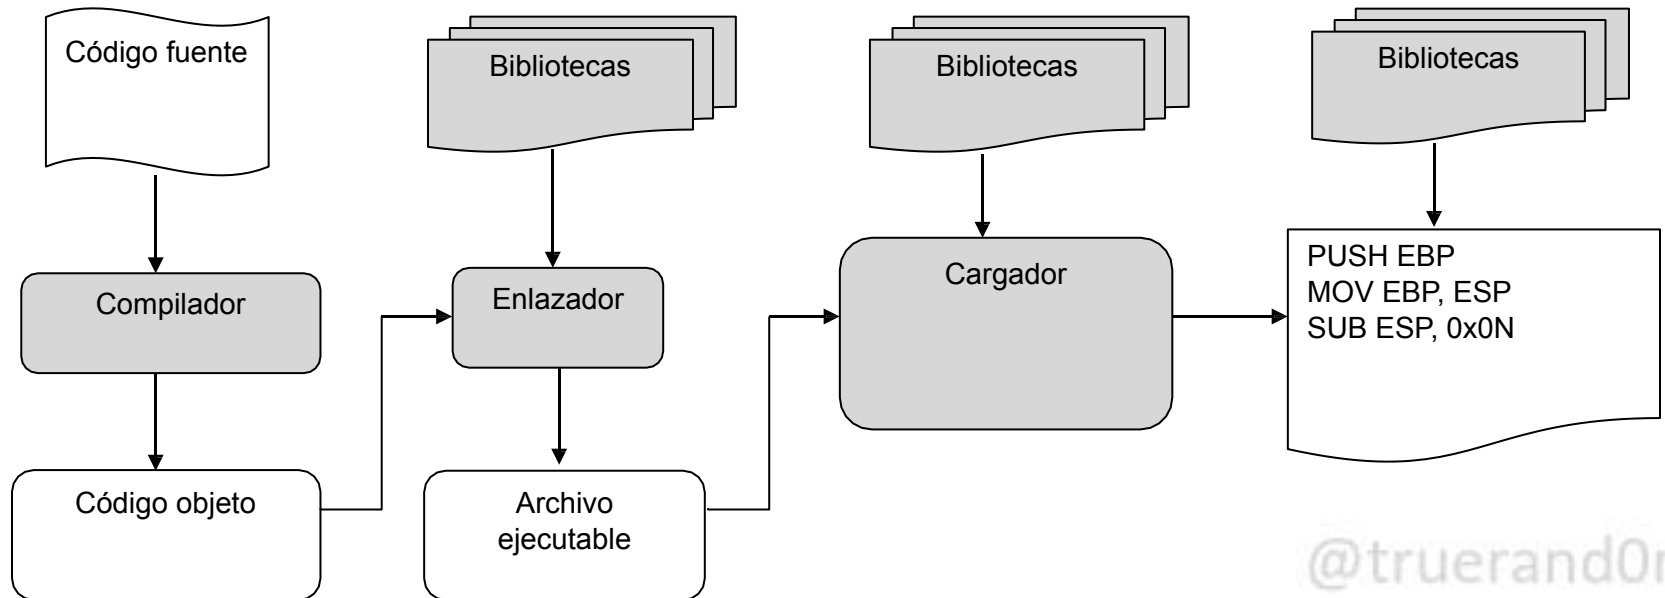 Código fuente
Bibliotecas
Bibliotecas
Bibliotecas
Compilador
Enlazador
Cargador
PUSH EBP
MOV EBP, ESP
SUB ESP, 0x0N
Código objeto
Archivo
ejecutable